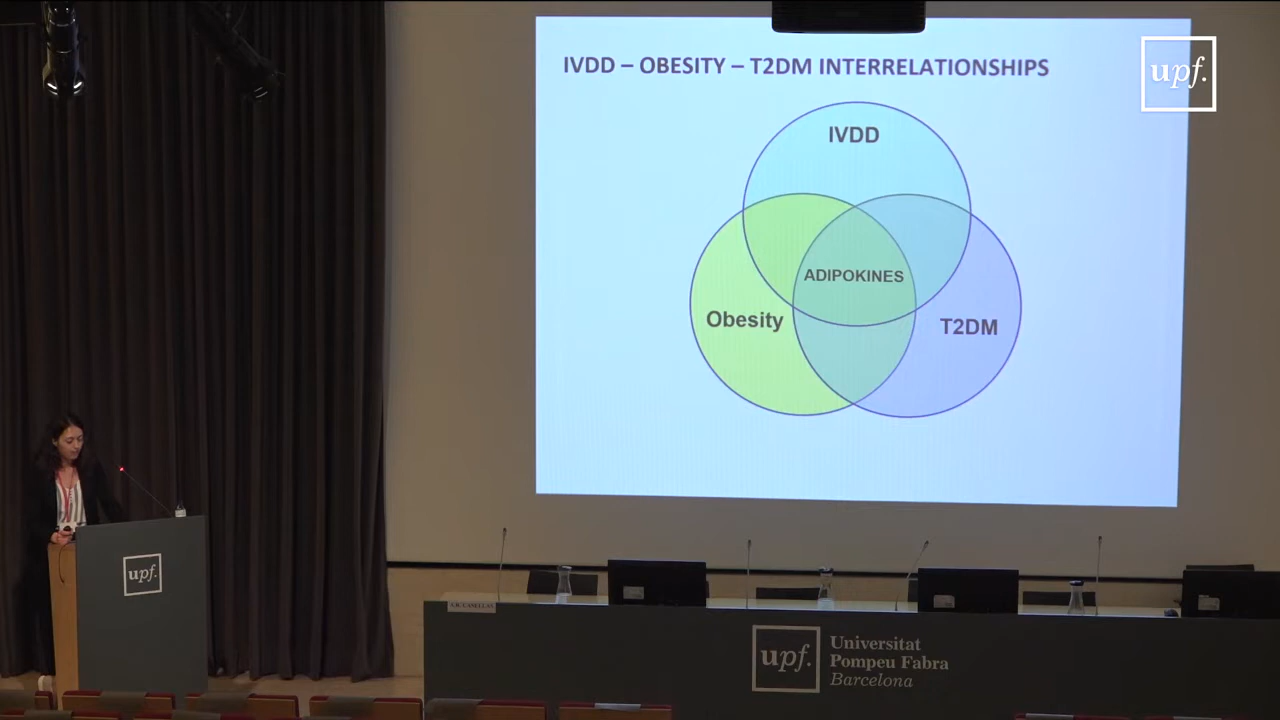 IVDD – OBESITY – T2DM INTERRELATIONSHIPS
upf.
IVDD
ADIPOKINES
Obesity
T2DM
upf.
upf.
Universitat
Pompeu Fabra
Barcelona